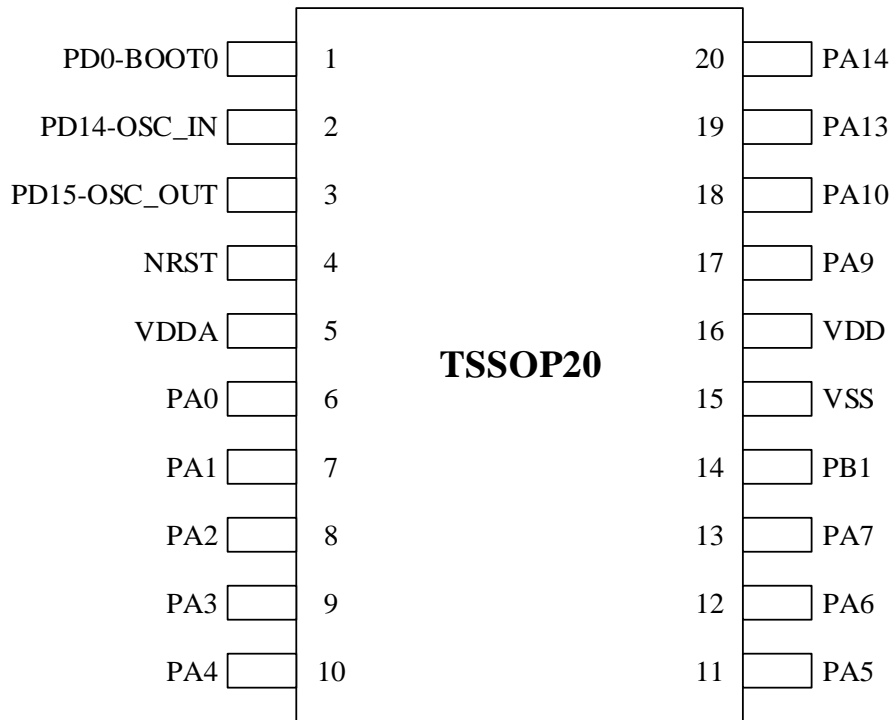 PD0-BOOT0 1 20 PA14
PD14-OSC_IN 2 19 PA13
PD15-OSC_OUT 3 18 PA10
NRST 4 17 PA9
VDDA 5 16 VDD
TSSOP20
PA0 6 15 VSS
PA1 7 14 PB1
PA2 8 13 PA7
PA3 9 12 PA6
PA4 10 11 PA5